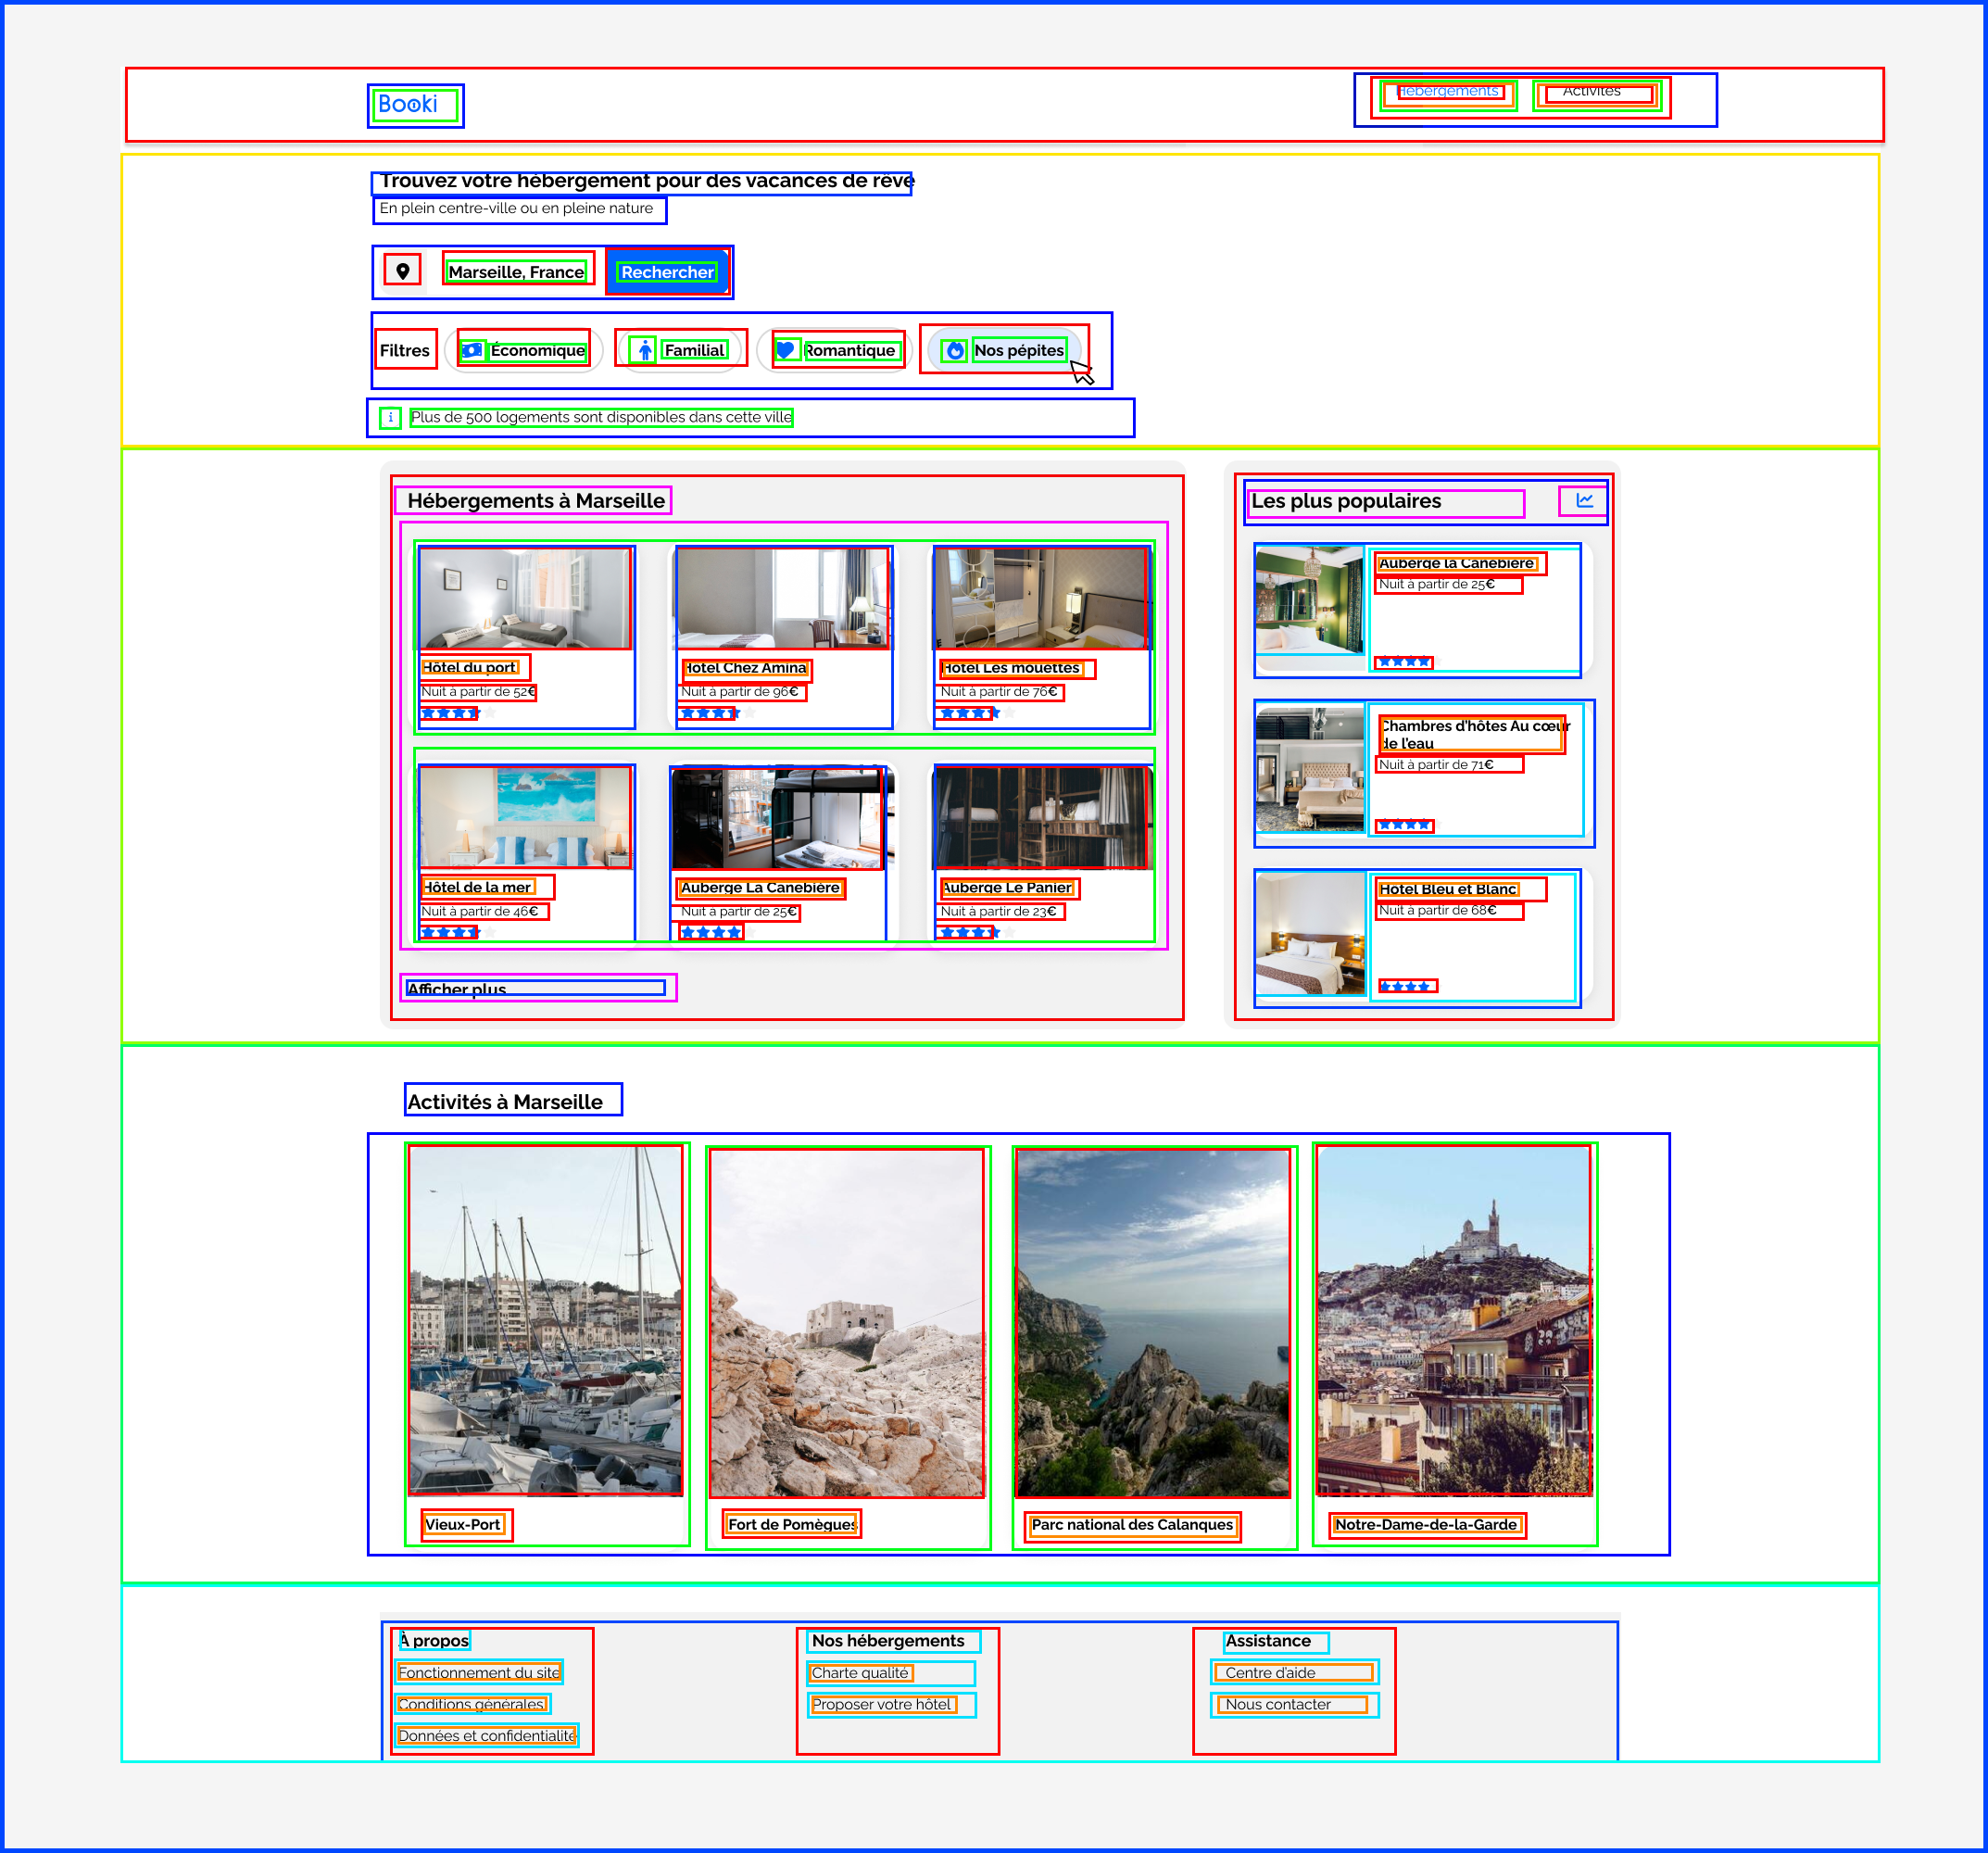 Booki
Hébergements
Activités
Trouvez votre hébergement pour des vacances de rêve
En plein centre-ville ou en pleine nature
Marseille, France
Rechercher
Filtres
Économique
Familial
Romantique
Nos pépites
Plus de 500 logements sont disponibles dans cette ville
Hébergements à Marseille
Hôtel du port
Nuit à partir de 52€
Hôtel Chez Amina
Nuit à partir de 96€
Hôtel Les mouettes
Nuit à partir de 76€
Hôtel de la mer
Nuit à partir de 46€
Auberge La Canebière
Nuit à partir de 25€
Auberge Le Panier
Nuit à partir de 23€
Afficher plus
Les plus populaires
Auberge la Canebière
Nuit à partir de 25€
Chambres d'hôtes Au cœur
de l'eau
Nuit à partir de 71€
Hôtel Bleu et Blanc
Nuit à partir de 68€
Activités à Marseille
Vieux-Port
Fort de Pomègues
Parc national des Calanques
Notre-Dame-de-la-Garde
À propos
Fonctionnement du site
Conditions générales
Données et confidentialité
Nos hébergements
Charte qualité
Proposer votre hôtel
Assistance
Centre d'aide
Nous contacter